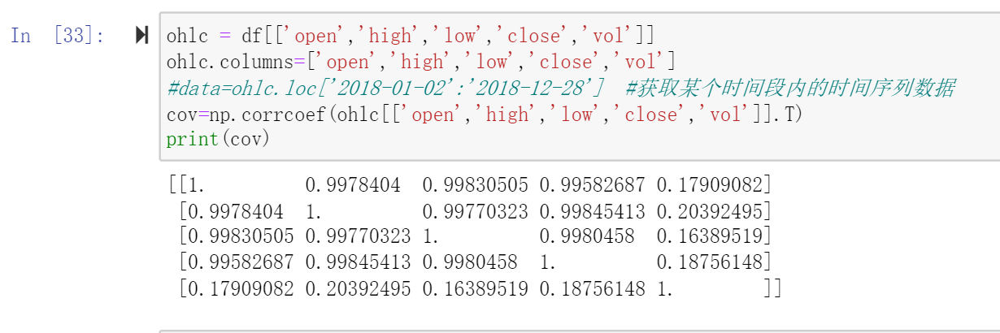 In [33]:
ohlc = df[['open','high','low','close','vol']]
ohlc.columns=['open','high','low','close','vol']
#data=ohlc.loc['2018-01-02':'2018-12-28']  #获取某个时间段内的时间序列数据
cov=np.corrcoef(ohlc[['open','high','low','close','vol']].T)
print(cov)
[[1.         0.9978404  0.99830505 0.99582687 0.17909082]
 [0.9978404  1.         0.99770323 0.99845413 0.20392495]
 [0.99830505 0.99770323 1.         0.9980458  0.16389519]
 [0.99582687 0.99845413 0.9980458  1.         0.18756148]
 [0.17909082 0.20392495 0.16389519 0.18756148 1.        ]]